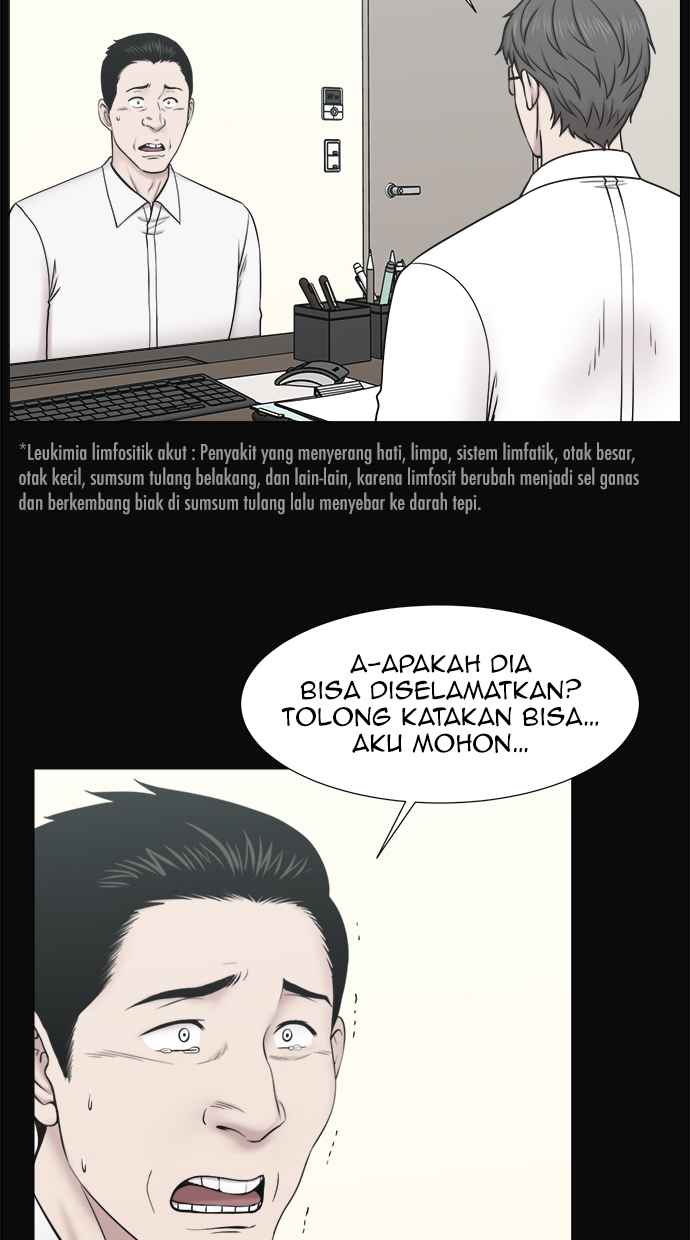 *Leukimia limfositik akut : Penyakit yang menyerang hati, limpa, sistem limfatik, otak besar,
otak kecil, sumsum tulang belakang, dan lain-lain, karena limfosit berubah menjadi sel ganas
dan berkembang biak di sumsum tulang lalu menyebar ke darah tepi.
A-APAKAH DIA
BISA DISELAMATKAN?
TOLONG KATAKAN BISA...
AKU MOHON...